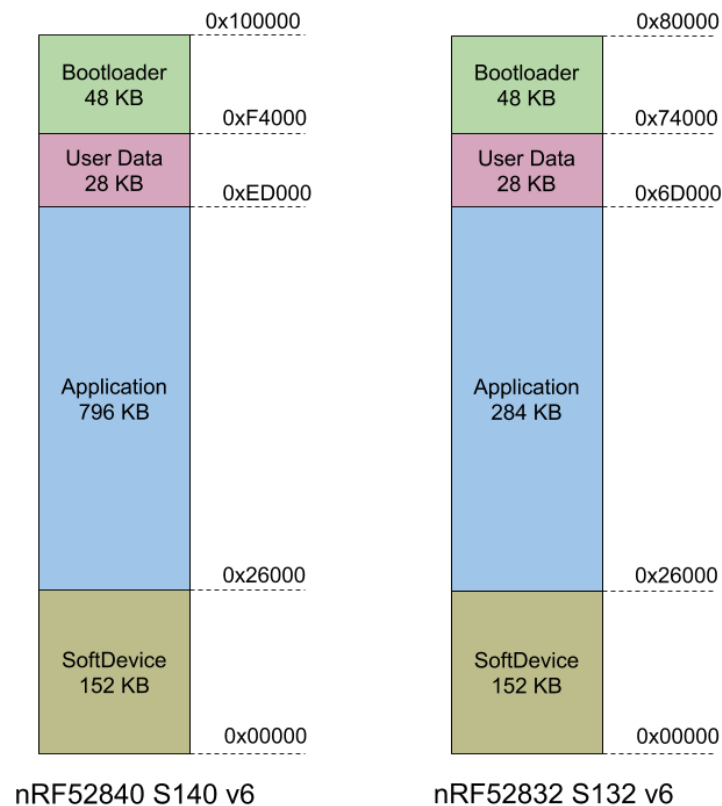 0x100000
Bootloader
48 KB
0xF4000
User Data
28 KB
0xED000
Application
796 KB
0x26000
SoftDevice
152 KB
0x00000
nRF52840 S140 v6
0x80000
Bootloader
48 KB
0x74000
User Data
28 KB
0x6D000
Application
284 KB
0x26000
SoftDevice
152 KB
0x00000
nRF52832 S132 v6